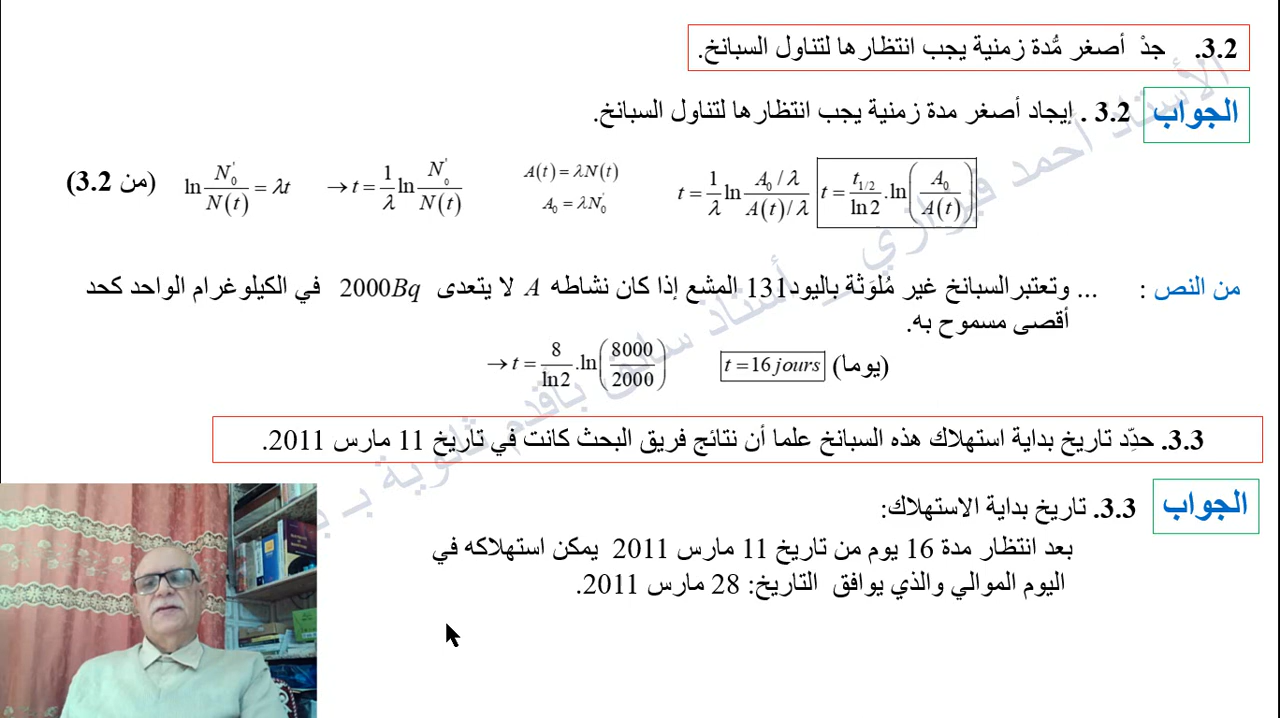 3.2. جدْ أصغر مُّدة زمنية يجب انتظارها لتناول السبانخ.
الجواب
3.2 . إيجاد أصغر مدة زمنية يجب انتظارها لتناول السبانخ.
(من 3.2) ln N'₀/N(t) = λt → t = 1/λ ln N'₀/N(t) A(t) = λN(t) A₀ = λN'₀ t = 1/λ ln (A₀/λ)/(A(t)/λ) t = t₁/₂/ln2 .ln(A₀/A(t))
من النص : ... وتعتبرالسبانخ غير مُلوَثة باليود131 المشع إذا كان نشاطه A لا يتعدى 2000Bq في الكيلوغرام الواحد كحد
أقصى مسموح به.
→ t = 8/ln2 .ln(8000/2000) t = 16 jours (يوما)
3.3. حدِّد تاريخ بداية استهلاك هذه السبانخ علما أن نتائج فريق البحث كانت في تاريخ 11 مارس 2011.
الجواب
3.3. تاريخ بداية الاستهلاك:
بعد انتظار مدة 16 يوم من تاريخ 11 مارس 2011 يمكن استهلاكه في
اليوم الموالي والذي يوافق التاريخ: 28 مارس 2011.